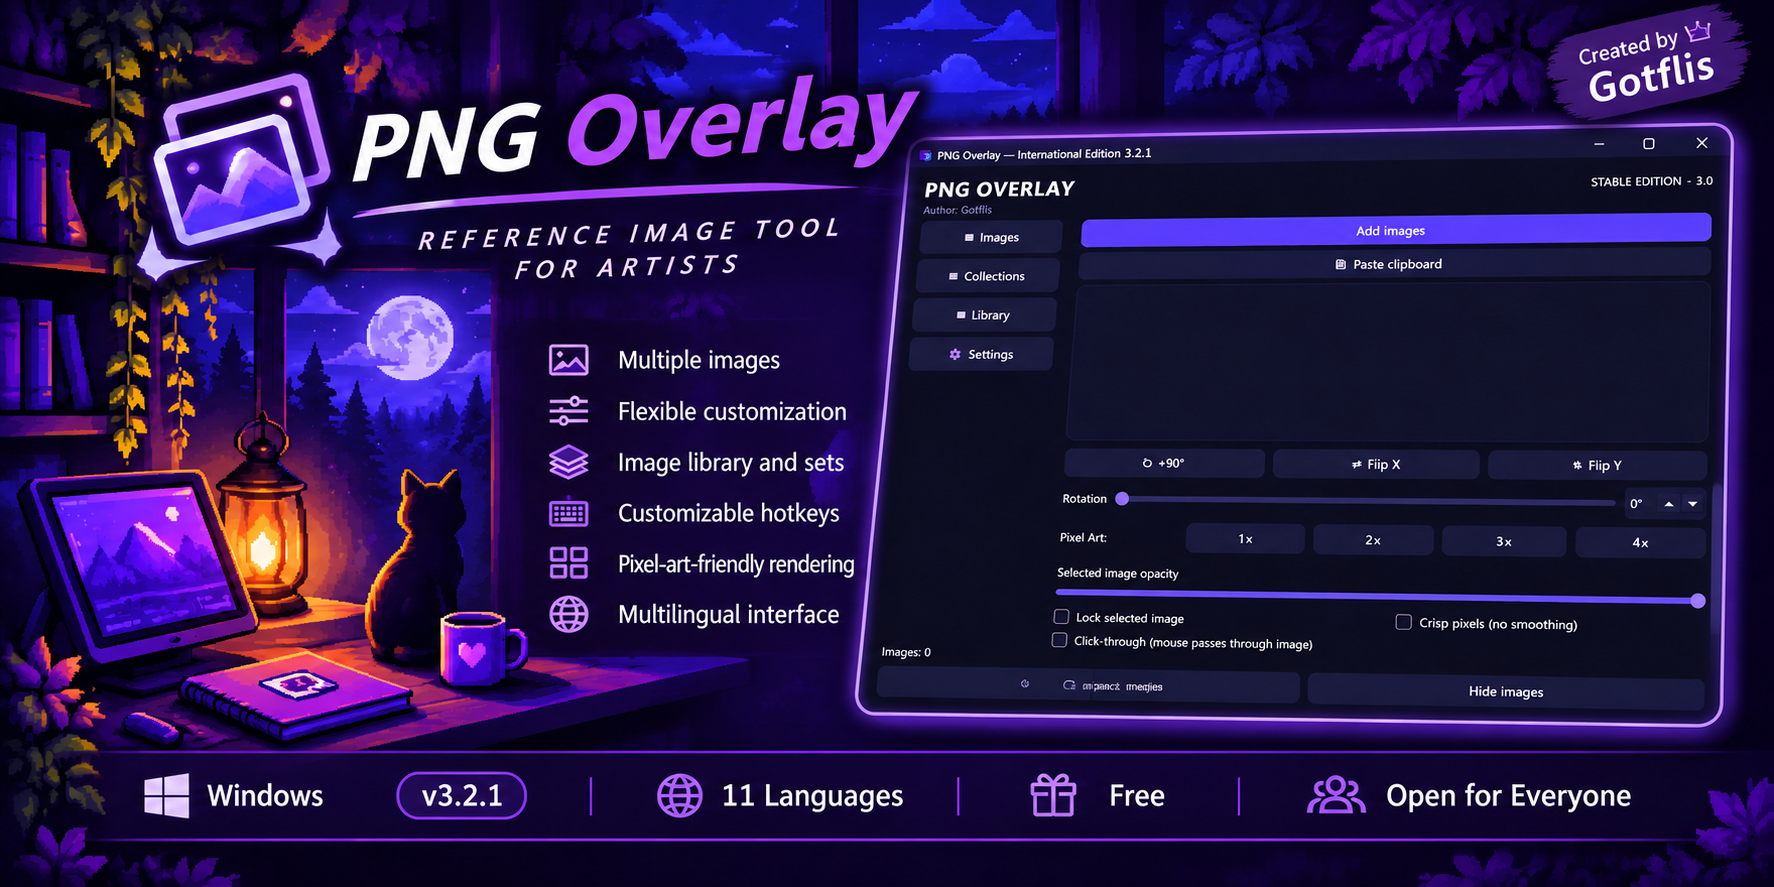 Created by
Gotflis
PNG Overlay
REFERENCE IMAGE TOOL
FOR ARTISTS
Multiple images
Flexible customization
Image library and sets
Customizable hotkeys
Pixel-art-friendly rendering
Multilingual interface
PNG Overlay — International Edition 3.2.1
PNG OVERLAY
STABLE EDITION - 3.0
Author: Gotflis
Images
Collections
Library
Settings
Add images
Paste clipboard
+90°
Flip X
Flip Y
Rotation
0°
Pixel Art:
1x
2x
3x
4x
Selected image opacity
Lock selected image
Crisp pixels (no smoothing)
Click-through (mouse passes through image)
Images: 0
Hide images
Windows
v3.2.1
11 Languages
Free
Open for Everyone